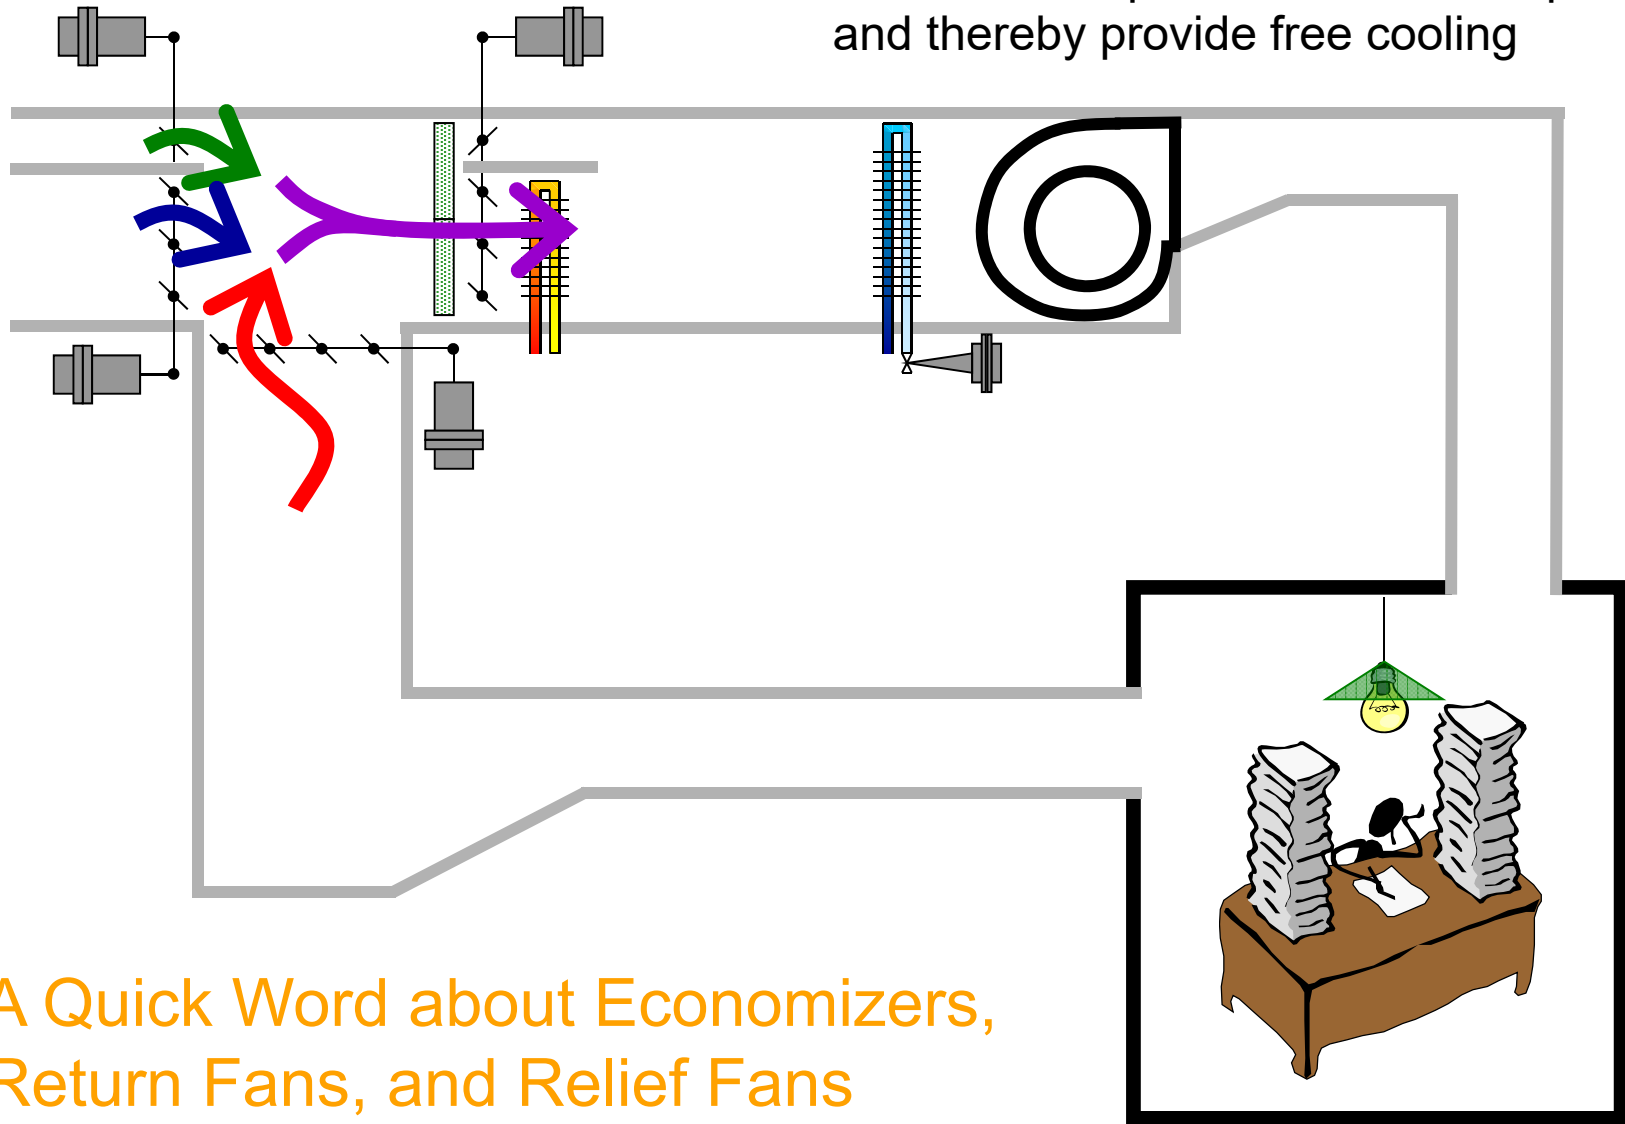 and thereby provide free cooling
A Quick Word about Economizers,
Return Fans, and Relief Fans